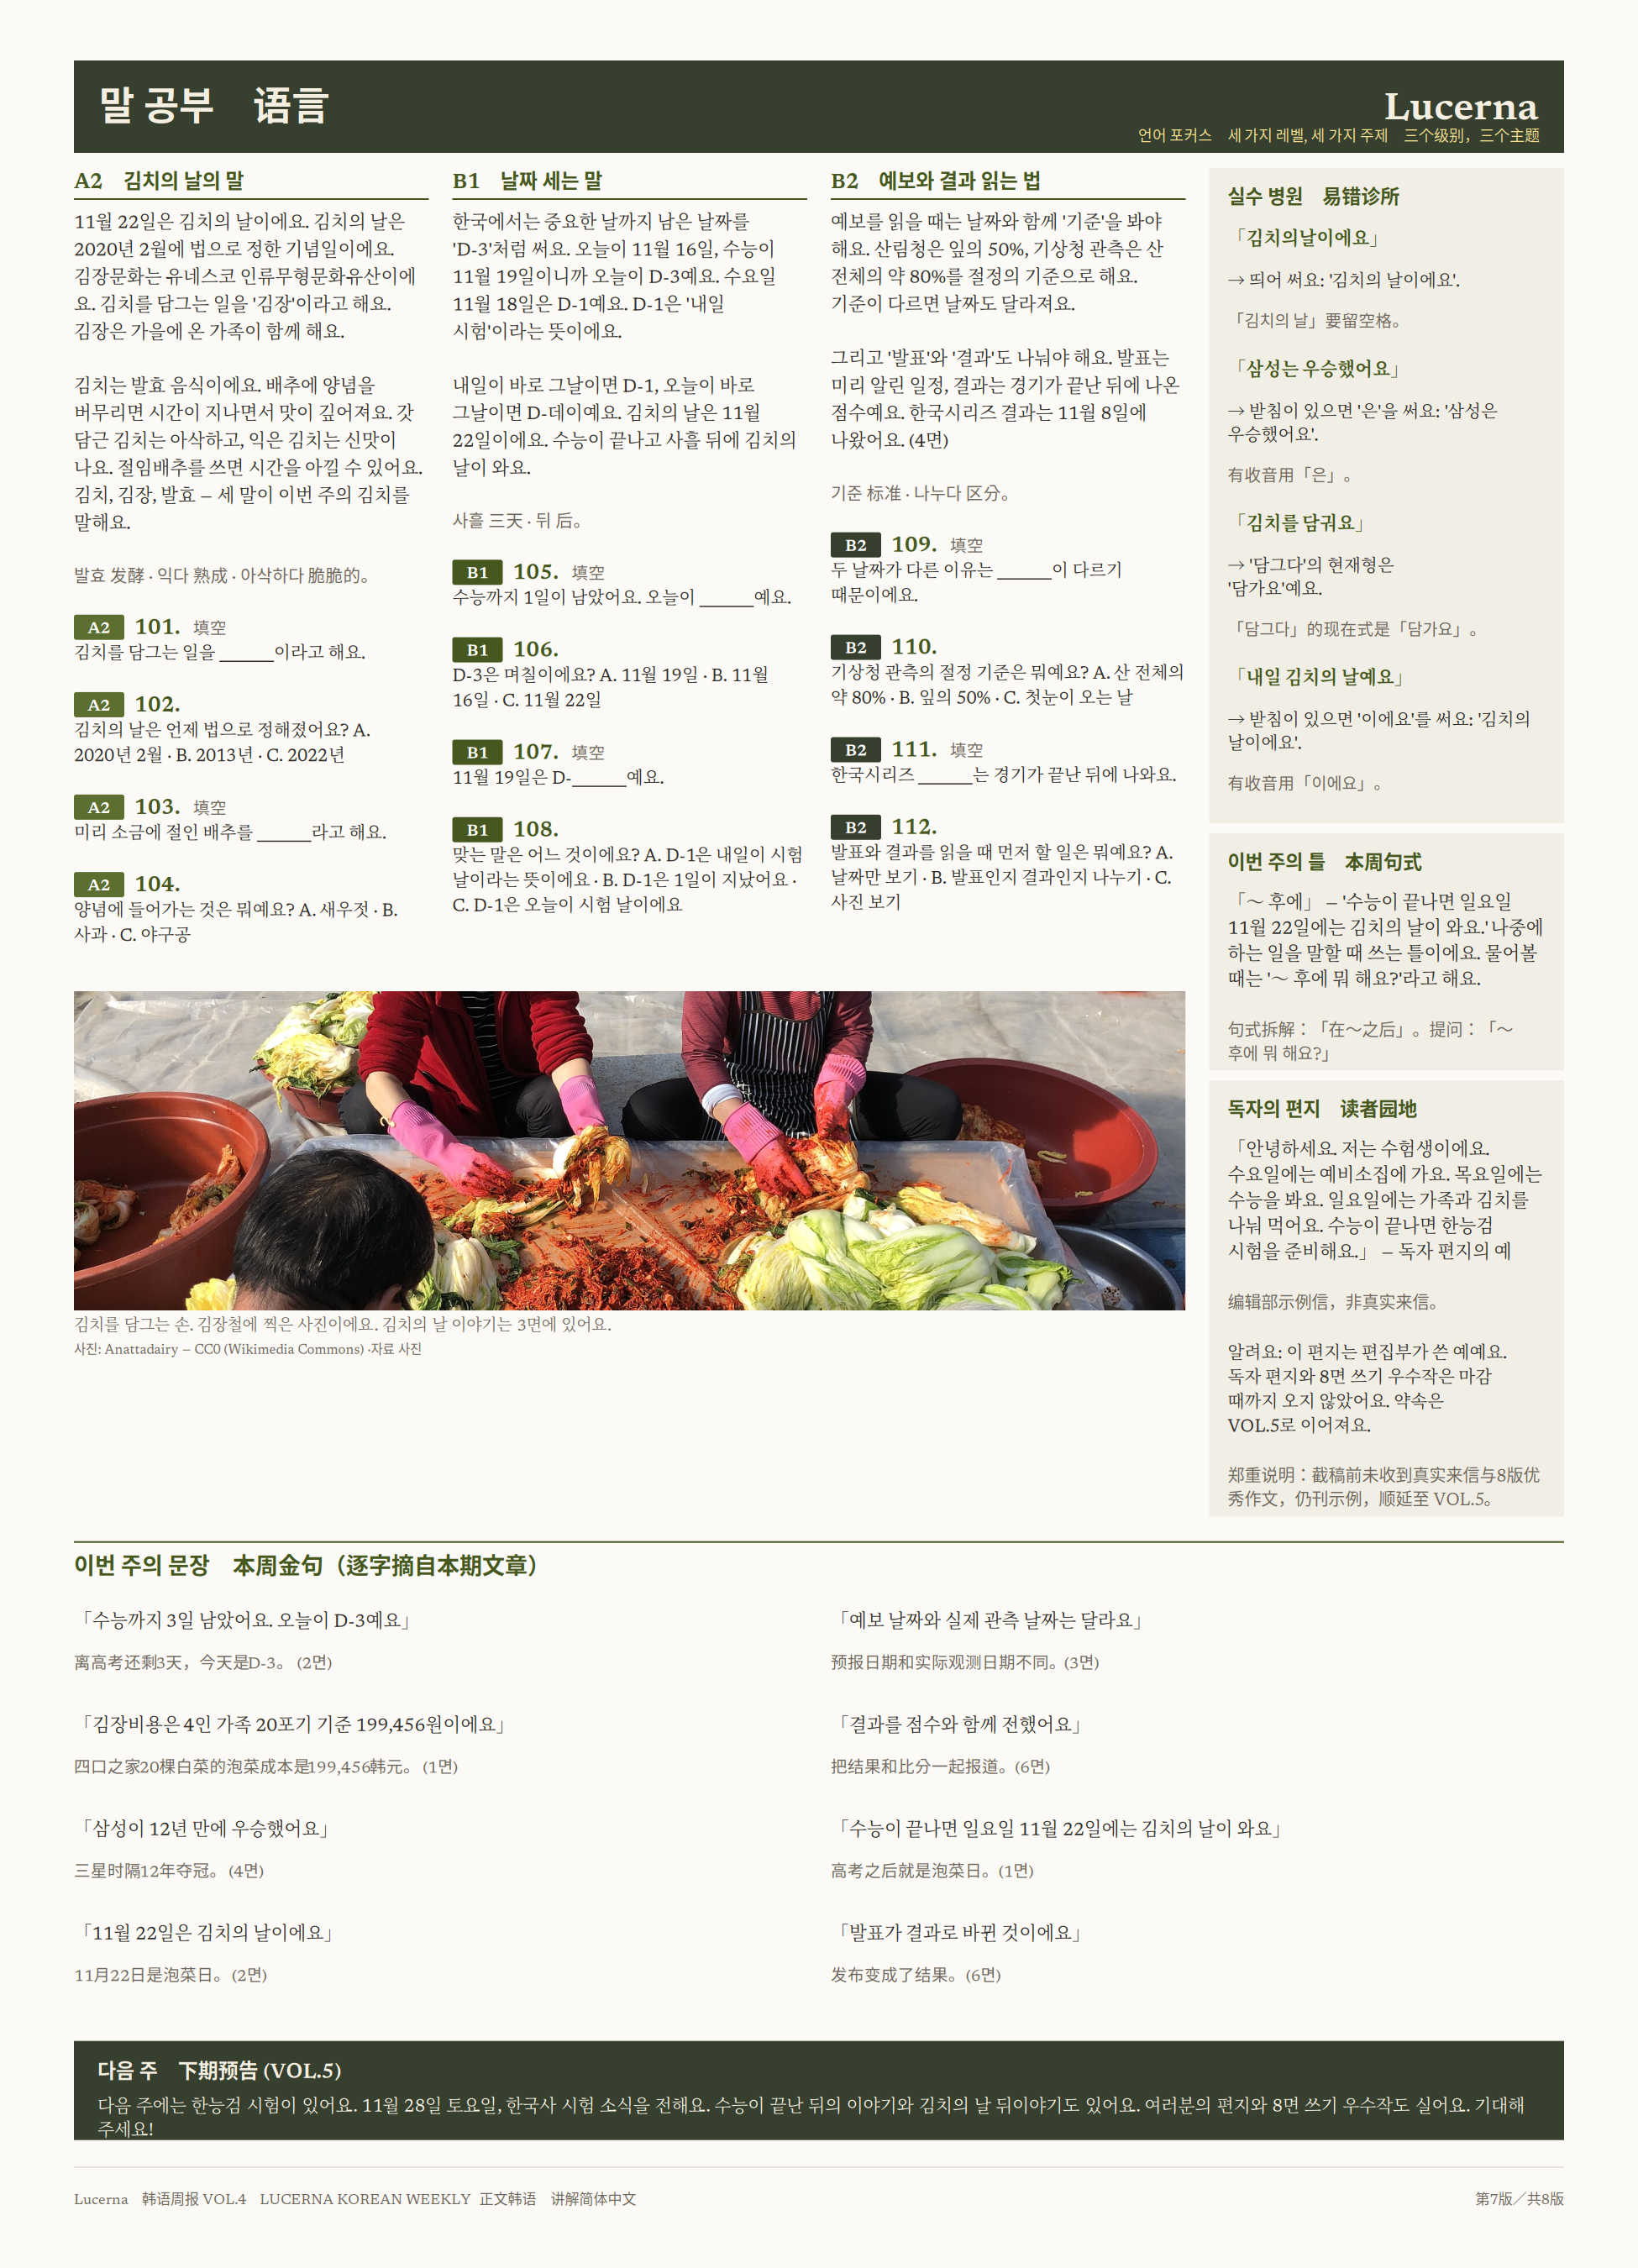 말 공부 语言
Lucerna
언어 포커스 세 가지 레벨, 세 가지 주제 三个级别，三个主题
A2 김치의 날의 말
11월 22일은 김치의 날이에요. 김치의 날은
2020년 2월에 법으로 정한 기념일이에요.
김장문화는 유네스코 인류무형문화유산이에
요. 김치를 담그는 일을 '김장'이라고 해요.
김장은 가을에 온 가족이 함께 해요.
김치는 발효 음식이에요. 배추에 양념을
버무리면 시간이 지나면서 맛이 깊어져요. 갓
담근 김치는 아삭하고, 익은 김치는 신맛이
나요. 절임배추를 쓰면 시간을 아낄 수 있어요.
김치, 김장, 발효 – 세 말이 이번 주의 김치를
말해요.
발효 发酵 · 익다 熟成 · 아삭하다 脆脆的。
A2 101. 填空
김치를 담그는 일을 ______이라고 해요.
A2 102.
김치의 날은 언제 법으로 정해졌어요? A.
2020년 2월 · B. 2013년 · C. 2022년
A2 103. 填空
미리 소금에 절인 배추를 ______라고 해요.
A2 104.
양념에 들어가는 것은 뭐예요? A. 새우젓 · B.
사과 · C. 야구공
B1 날짜 세는 말
한국에서는 중요한 날까지 남은 날짜를
'D-3'처럼 써요. 오늘이 11월 16일, 수능이
11월 19일이니까 오늘이 D-3예요. 수요일
11월 18일은 D-1예요. D-1은 '내일
시험'이라는 뜻이에요.
내일이 바로 그날이면 D-1, 오늘이 바로
그날이면 D-데이예요. 김치의 날은 11월
22일이에요. 수능이 끝나고 사흘 뒤에 김치의
날이 와요.
사흘 三天 · 뒤 后。
B1 105. 填空
수능까지 1일이 남았어요. 오늘이 ______예요.
B1 106.
D-3은 며칠이에요? A. 11월 19일 · B. 11월
16일 · C. 11월 22일
B1 107. 填空
11월 19일은 D-______예요.
B1 108.
맞는 말은 어느 것이에요? A. D-1은 내일이 시험
날이라는 뜻이에요 · B. D-1은 1일이 지났어요 ·
C. D-1은 오늘이 시험 날이에요
B2 예보와 결과 읽는 법
예보를 읽을 때는 날짜와 함께 '기준'을 봐야
해요. 산림청은 잎의 50%, 기상청 관측은 산
전체의 약 80%를 절정의 기준으로 해요.
기준이 다르면 날짜도 달라져요.
그리고 '발표'와 '결과'도 나눠야 해요. 발표는
미리 알린 일정, 결과는 경기가 끝난 뒤에 나온
점수예요. 한국시리즈 결과는 11월 8일에
나왔어요. (4면)
기준 标准 · 나누다 区分。
B2 109. 填空
두 날짜가 다른 이유는 ______이 다르기
때문이에요.
B2 110.
기상청 관측의 절정 기준은 뭐예요? A. 산 전체의
약 80% · B. 잎의 50% · C. 첫눈이 오는 날
B2 111. 填空
한국시리즈 ______는 경기가 끝난 뒤에 나와요.
B2 112.
발표와 결과를 읽을 때 먼저 할 일은 뭐예요? A.
날짜만 보기 · B. 발표인지 결과인지 나누기 · C.
사진 보기
김치를 담그는 손. 김장철에 찍은 사진이에요. 김치의 날 이야기는 3면에 있어요.
사진: Anattadairy – CC0 (Wikimedia Commons) ·자료 사진
실수 병원 易错诊所
「김치의날이에요」
→ 띄어 써요: '김치의 날이에요'.
「김치의 날」要留空格。
「삼성는 우승했어요」
→ 받침이 있으면 '은'을 써요: '삼성은
우승했어요'.
有收音用「은」。
「김치를 담궈요」
→ '담그다'의 현재형은
'담가요'예요.
「담그다」的现在式是「담가요」。
「내일 김치의 날예요」
→ 받침이 있으면 '이에요'를 써요: '김치의
날이에요'.
有收音用「이에요」。
이번 주의 틀 本周句式
「～ 후에」 – '수능이 끝나면 일요일
11월 22일에는 김치의 날이 와요.' 나중에
하는 일을 말할 때 쓰는 틀이에요. 물어볼
때는 '～ 후에 뭐 해요?'라고 해요.
句式拆解：「在～之后」。提问：「～
후에 뭐 해요?」
독자의 편지 读者园地
「안녕하세요. 저는 수험생이에요.
수요일에는 예비소집에 가요. 목요일에는
수능을 봐요. 일요일에는 가족과 김치를
나눠 먹어요. 수능이 끝나면 한능검
시험을 준비해요.」 – 독자 편지의 예
编辑部示例信，非真实来信。
알려요: 이 편지는 편집부가 쓴 예예요.
독자 편지와 8면 쓰기 우수작은 마감
때까지 오지 않았어요. 약속은
VOL.5로 이어져요.
郑重说明：截稿前未收到真实来信与8版优
秀作文，仍刊示例，顺延至 VOL.5。
이번 주의 문장 本周金句（逐字摘自本期文章）
「수능까지 3일 남았어요. 오늘이 D-3예요」
离高考还剩3天，今天是D-3。 (2면)
「김장비용은 4인 가족 20포기 기준 199,456원이에요」
四口之家20棵白菜的泡菜成本是199,456韩元。 (1면)
「삼성이 12년 만에 우승했어요」
三星时隔12年夺冠。 (4면)
「11월 22일은 김치의 날이에요」
11月22日是泡菜日。 (2면)
「예보 날짜와 실제 관측 날짜는 달라요」
预报日期和实际观测日期不同。 (3면)
「결과를 점수와 함께 전했어요」
把结果和比分一起报道。 (6면)
「수능이 끝나면 일요일 11월 22일에는 김치의 날이 와요」
高考之后就是泡菜日。 (1면)
「발표가 결과로 바뀐 것이에요」
发布变成了结果。 (6면)
다음 주 下期预告 (VOL.5)
다음 주에는 한능검 시험이 있어요. 11월 28일 토요일, 한국사 시험 소식을 전해요. 수능이 끝난 뒤의 이야기와 김치의 날 뒤이야기도 있어요. 여러분의 편지와 8면 쓰기 우수작도 실어요. 기대해
주세요!
Lucerna 韩语周报 VOL.4 LUCERNA KOREAN WEEKLY 正文韩语 讲解简体中文
第7版／共8版